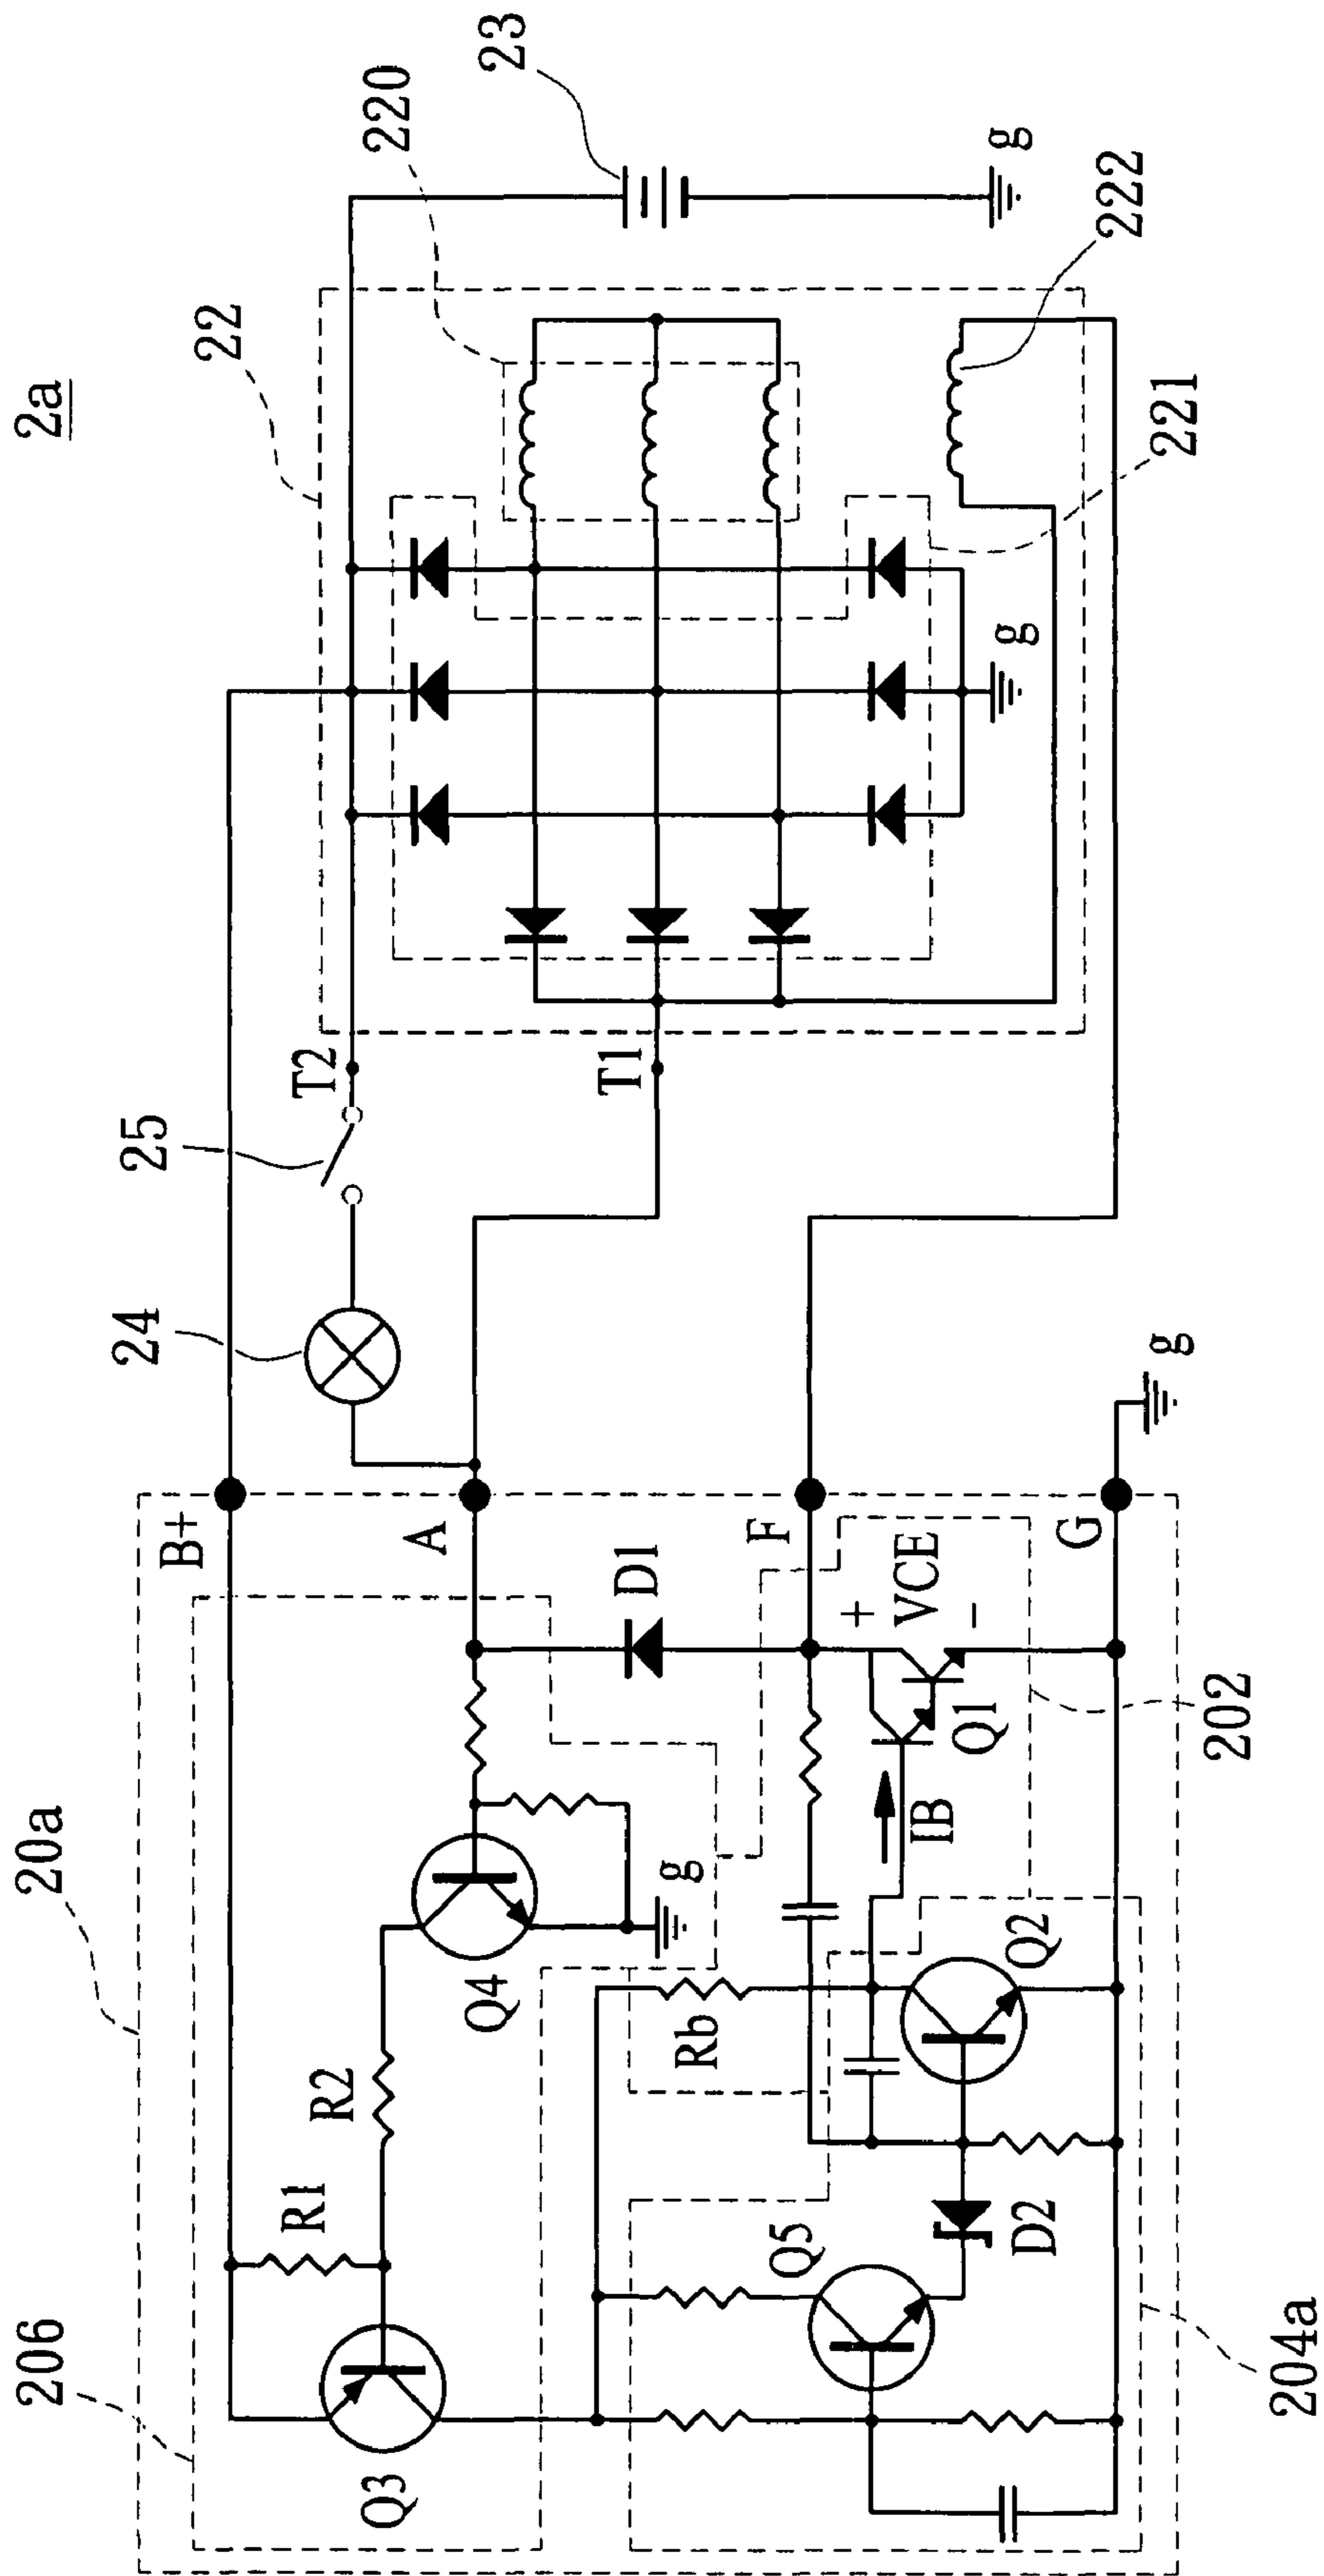 2a
20a
206
B+
24
25
T2
22
220
23
R1
R2
Q3
Q4
g
A
D1
T1
g
g
221
222
Rb
F
Q5
IB
+
VCE
−
Q1
Q2
D2
G
g
204a
202